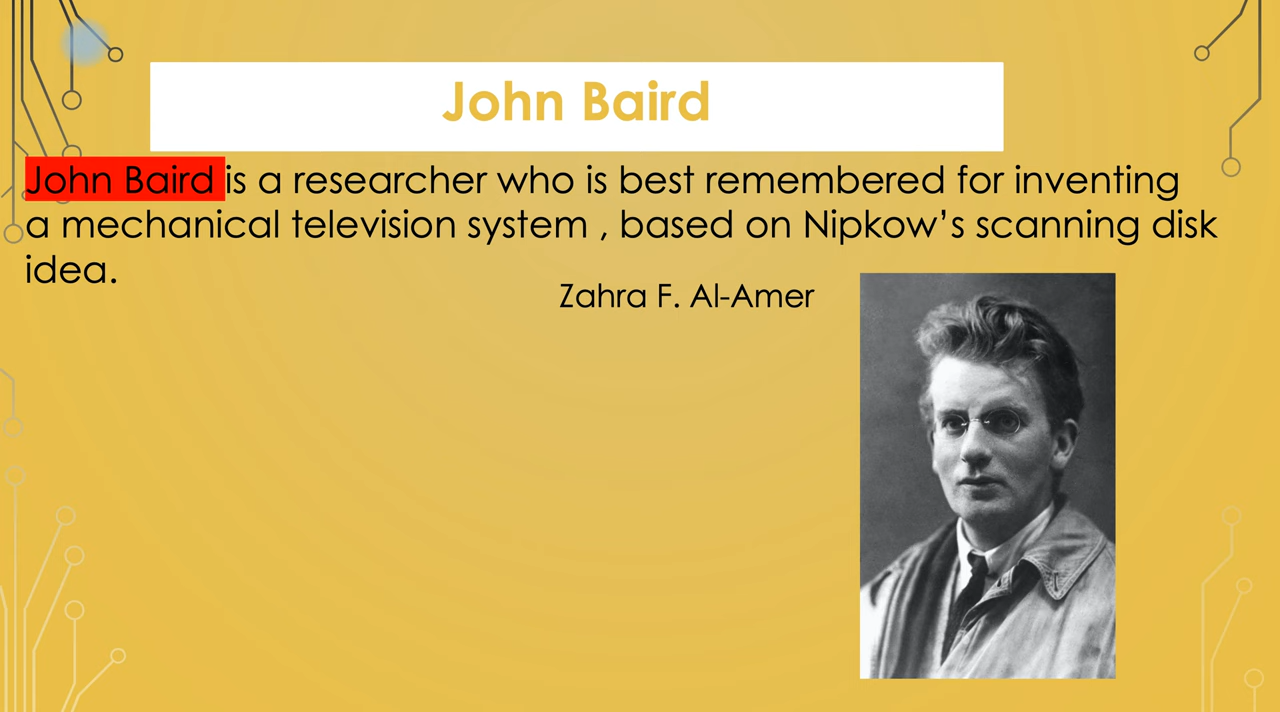 John Baird
John Baird is a researcher who is best remembered for inventing
a mechanical television system , based on Nipkow’s scanning disk
idea.
Zahra F. Al-Amer